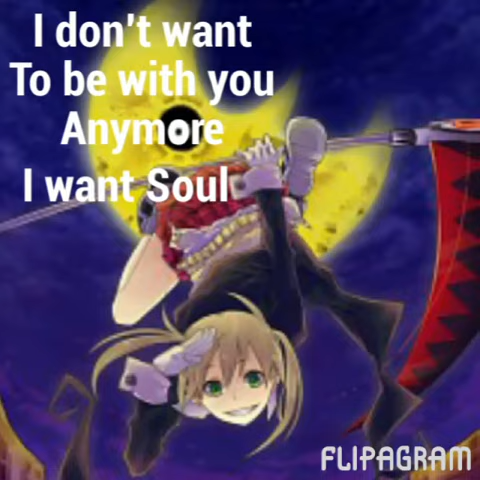 I don't want
To be with you
Anymore
I want Soul
FLIPAGRAM